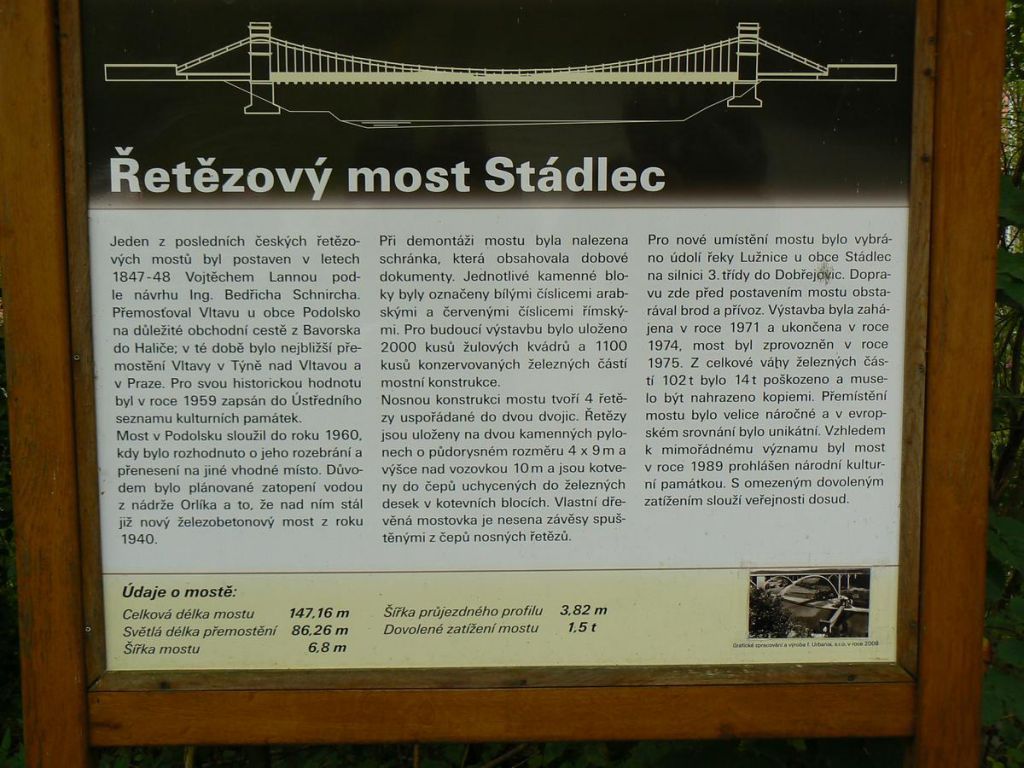 Řetězový most Stádlec
Jeden z posledních českých řetězo-
vých mostů byl postaven v letech
1847-48 Vojtěchem Lannou pod-
le návrhu Ing. Bedřicha Schnircha.
Přemosťoval Vltavu u obce Podolsko
na důležité obchodní cestě z Bavorska
do Haliče; v té době bylo nejbližší pře-
mostění Vltavy v Týně nad Vltavou a
v Praze. Pro svou historickou hodnotu
byl v roce 1959 zapsán do Ústředního
seznamu kulturních památek.
Most v Podolsku sloužil do roku 1960,
kdy bylo rozhodnuto o jeho rozebrání a
přenesení na jiné vhodné místo. Důvo-
dem bylo plánované zatopení vodou
z nádrže Orlíka a to, že nad ním stál
již nový železobetonový most z roku
1940.
Při demontáži mostu byla nalezena
schránka, která obsahovala dobové
dokumenty. Jednotlivé kamenné blo-
ky byly označeny bílými číslicemi arab-
skými a červenými číslicemi římský-
mi. Pro budoucí výstavbu bylo uloženo
2000 kusů žulových kvádrů a 1100
kusů konzervovaných železných částí
mostní konstrukce.
Nosnou konstrukci mostu tvoří 4 řetě-
zy uspořádané do dvou dvojic. Řetězy
jsou uloženy na dvou kamenných pylo-
nech o půdorysném rozměru 4 x 9 m a
výšce nad vozovkou 10 m a jsou kotve-
ny do čepů uchycených do železných
desek v kotevních blocích. Vlastní dře-
věná mostovka je nesena závěsy spuš-
těnými z čepů nosných řetězů.
Pro nové umístění mostu bylo vybrá-
no údolí řeky Lužnice u obce Stádlec
na silnici 3. třídy do Dobřejovic. Dopra-
vu zde před postavením mostu obsta-
rával brod a přívoz. Výstavba byla zahá-
jena v roce 1971 a ukončena v roce
1974, most byl zprovozněn v roce
1975. Z celkové váhy železných čás-
tí 102 t bylo 14 t poškozeno a muse-
lo být nahrazeno kopiemi. Přemístění
mostu bylo velice náročné a v evrop-
ském srovnání bylo unikátní. Vzhledem
k mimořádnému významu byl most
v roce 1989 prohlášen národní kultur-
ní památkou. S omezeným dovoleným
zatížením slouží veřejnosti dosud.
Údaje o mostě:
Celková délka mostu 147,16 m
Světlá délka přemostění 86,26 m
Šířka mostu 6,8 m
Šířka průjezdného profilu 3,82 m
Dovolené zatížení mostu 1,5 t
Grafické zpracování a výroba f. Urbania, s.r.o. v roce 2008